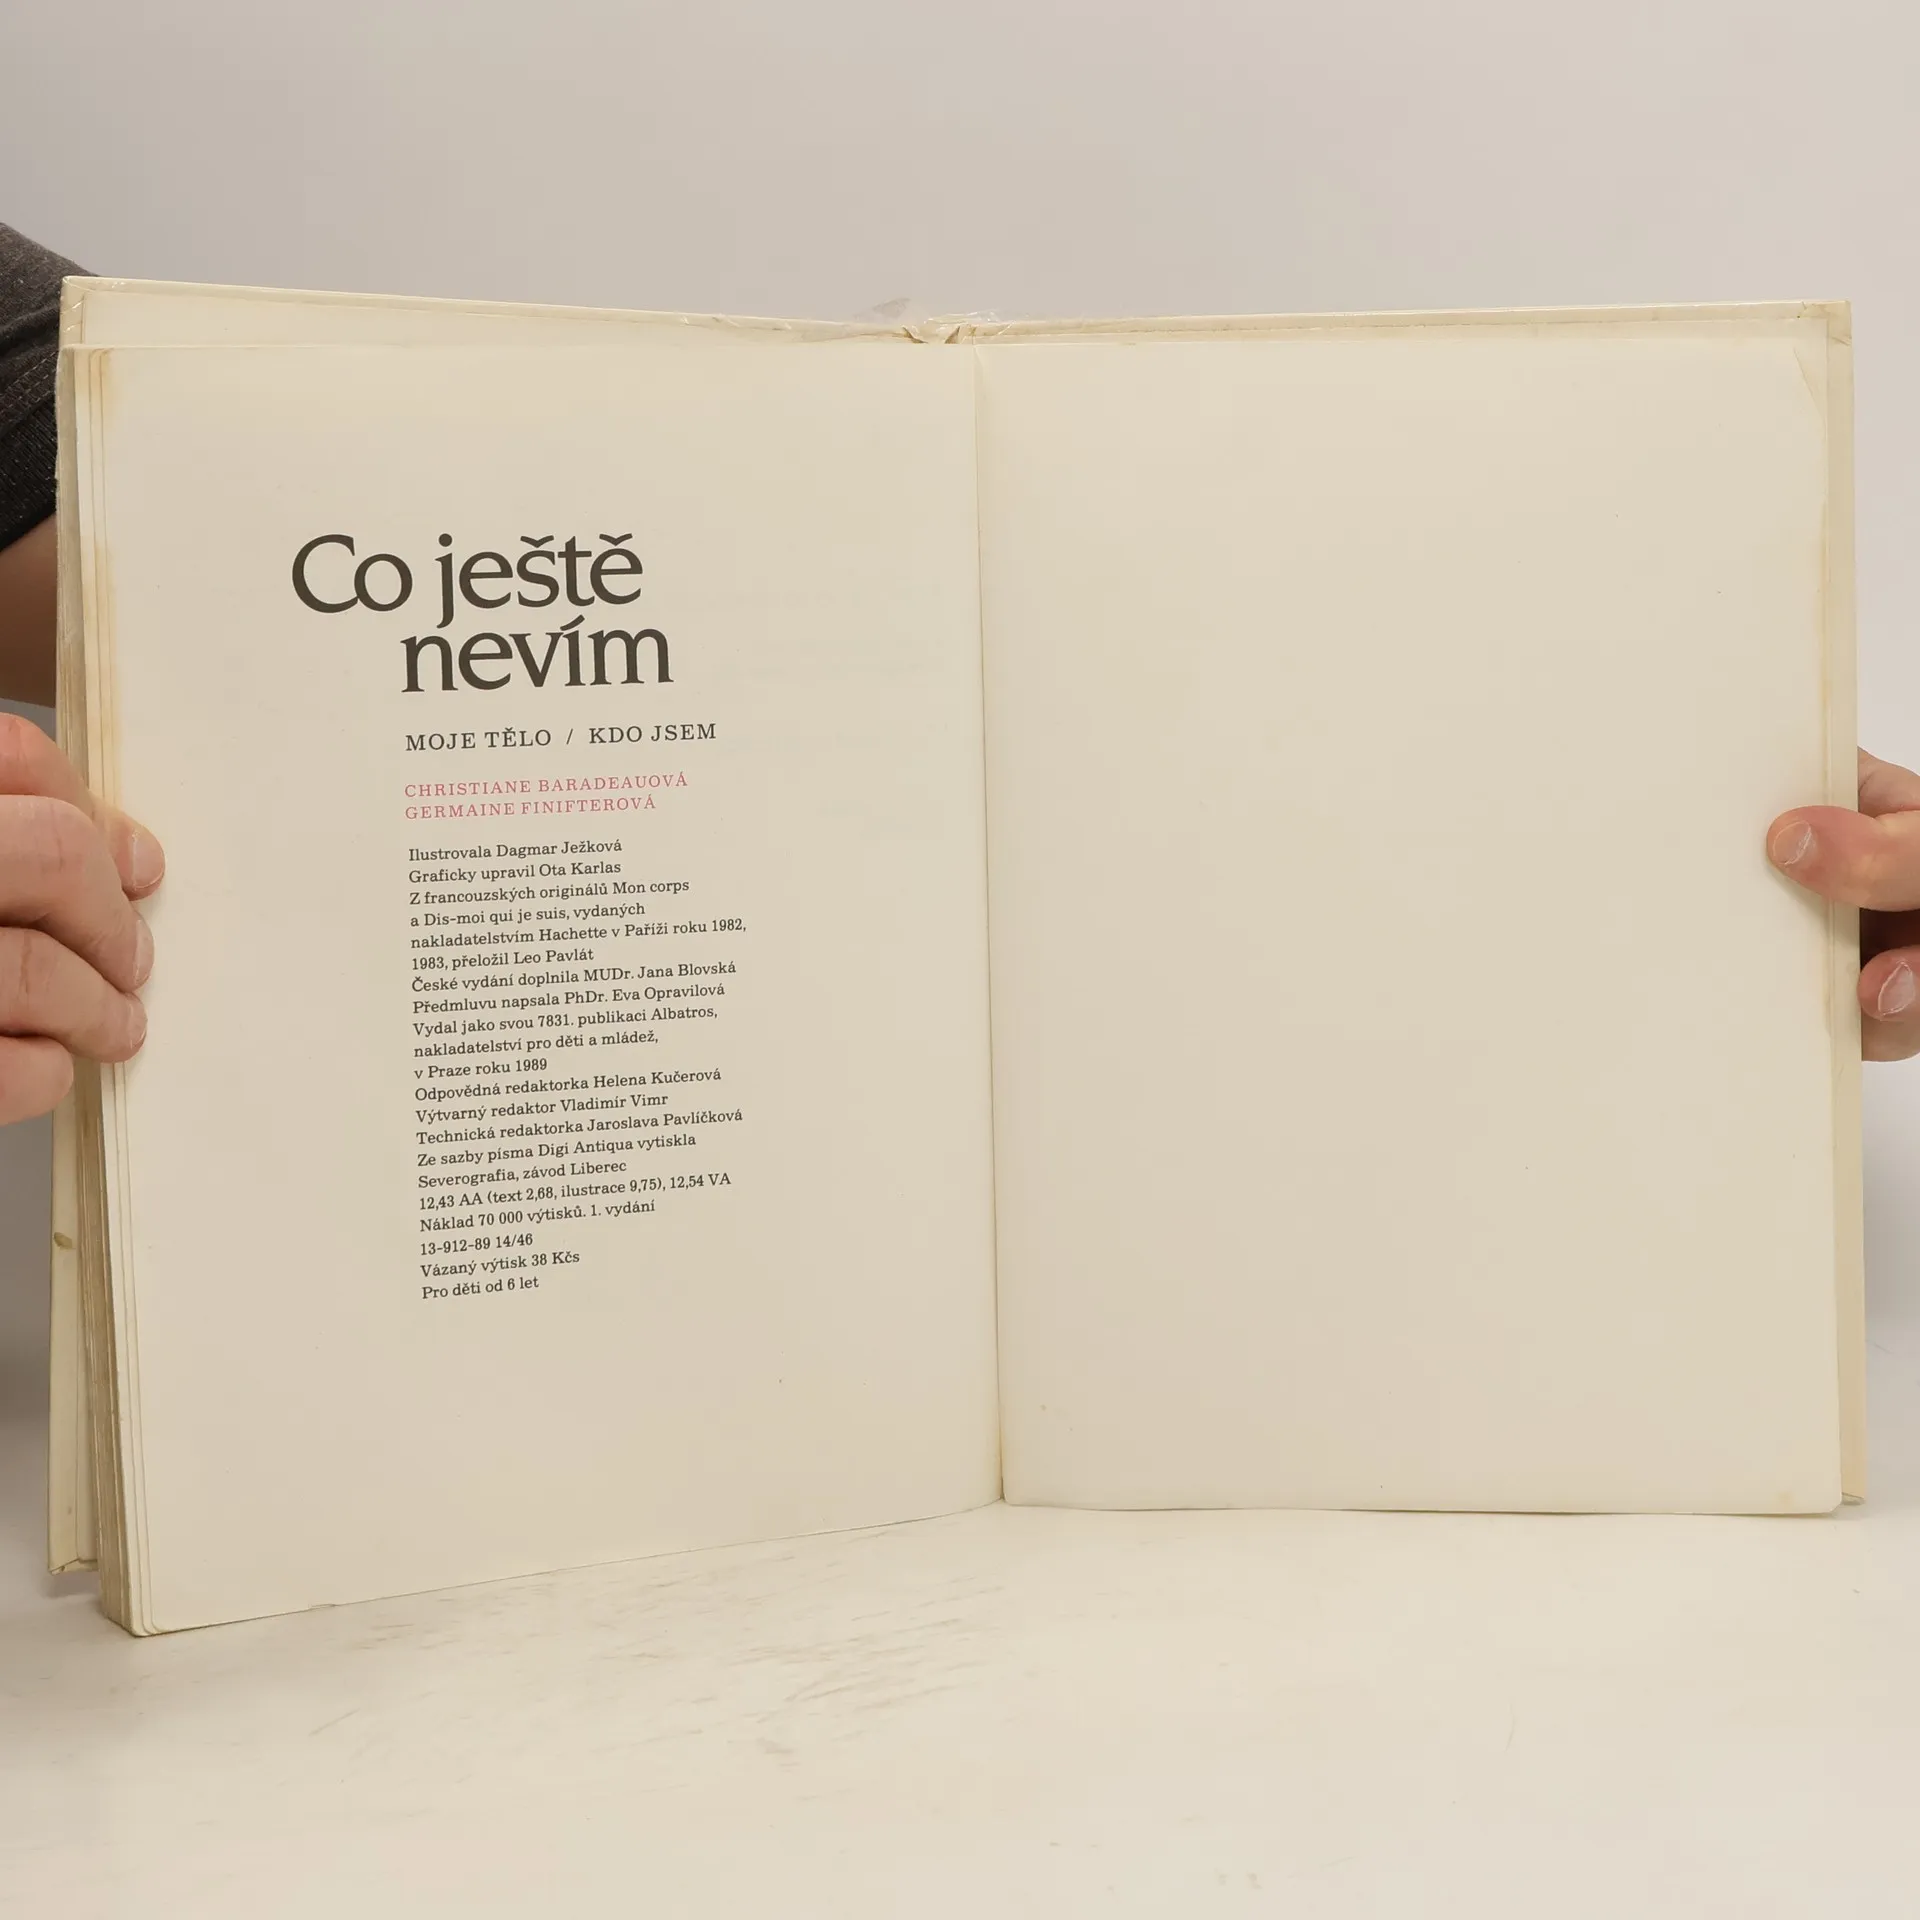 Co ještě
nevím
MOJE TĚLO / KDO JSEM
CHRISTIANE BARADEAUOVÁ
GERMAINE FINIFTEROVÁ
Ilustrovala Dagmar Ježková
Graficky upravil Ota Karlas
Z francouzských originálů Mon corps
a Dis-moi qui je suis, vydaných
nakladatelstvím Hachette v Paříži roku 1982,
1983, přeložil Leo Pavlát
České vydání doplnila MUDr. Jana Blovská
Předmluvu napsala PhDr. Eva Opravilová
Vydal jako svou 7831. publikaci Albatros,
nakladatelství pro děti a mládež,
v Praze roku 1989
Odpovědná redaktorka Helena Kučerová
Výtvarný redaktor Vladimír Vimr
Technická redaktorka Jaroslava Pavlíčková
Ze sazby písma Digi Antiqua vytiskla
Severografia, závod Liberec
12,43 AA (text 2,68, ilustrace 9,75), 12,54 VA
Náklad 70 000 výtisků. 1. vydání
13-912-89 14/46
Vázaný výtisk 38 Kčs
Pro děti od 6 let